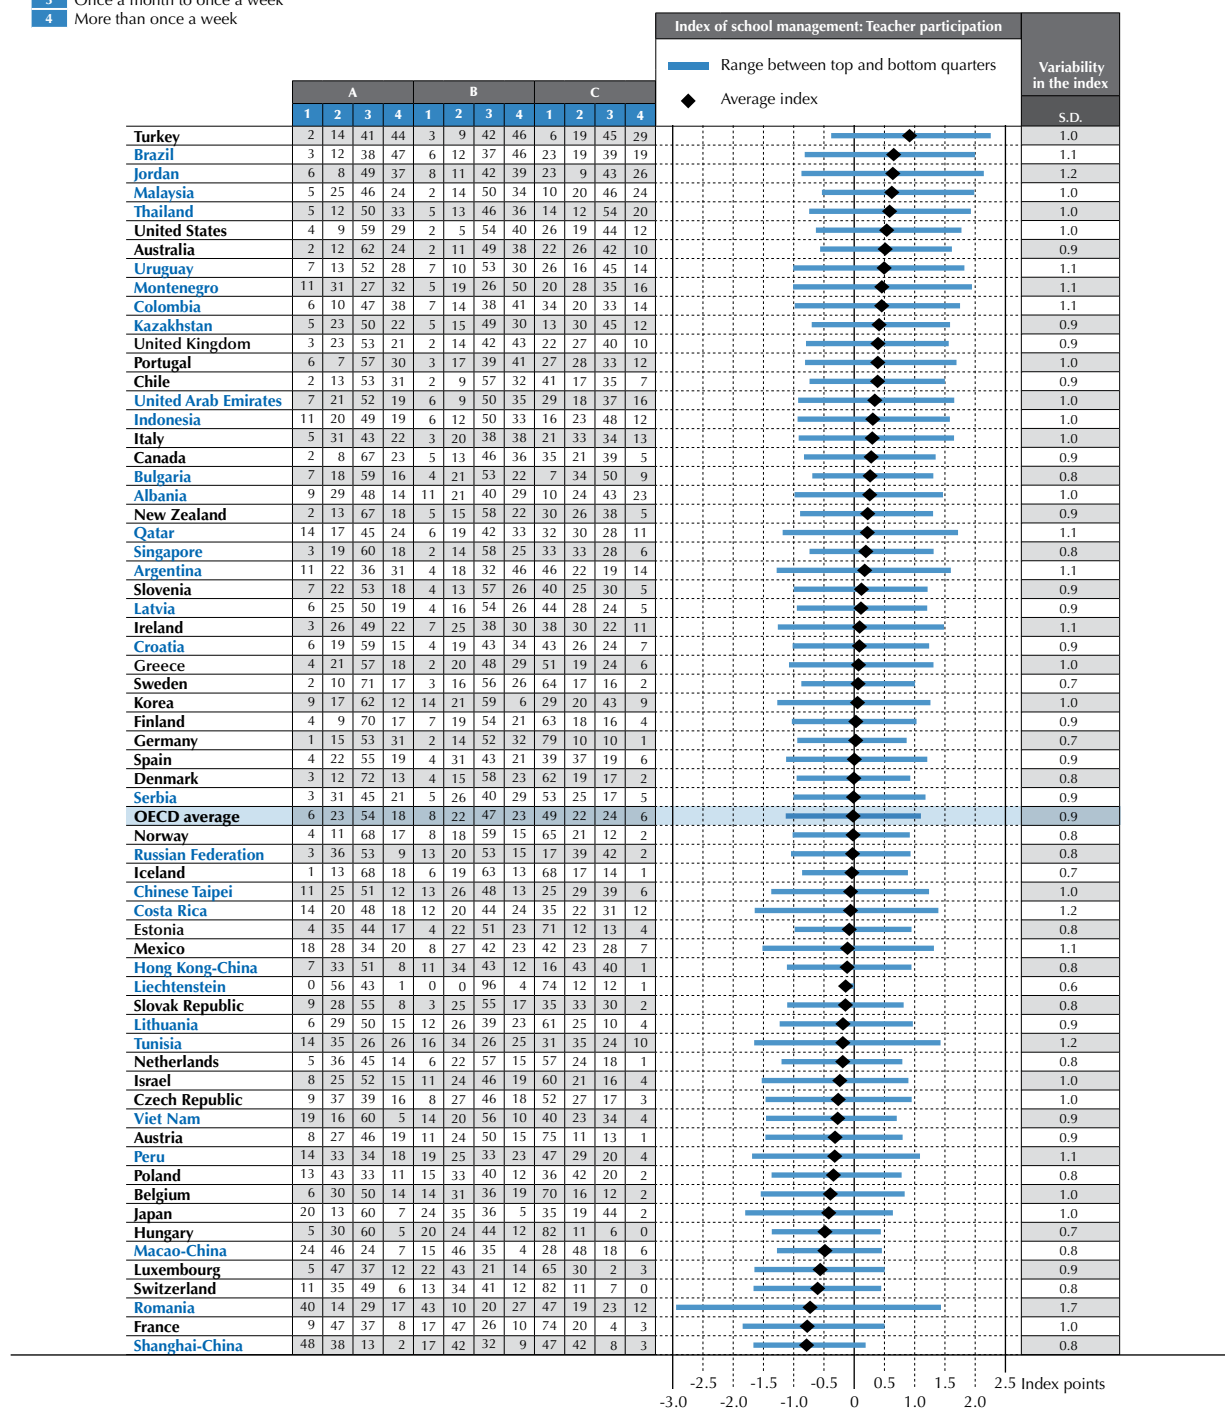 3 Once a month to once a week
4 More than once a week
Index of school management: Teacher participation
Range between top and bottom quarters
Average index
Variability in the index
A B C
1 2 3 4 1 2 3 4 1 2 3 4 S.D.
Turkey 2 14 41 44 3 9 42 46 6 19 45 29 1.0
Brazil 3 12 38 47 6 12 37 46 23 19 39 19 1.1
Jordan 6 8 49 37 8 11 42 39 23 9 43 26 1.2
Malaysia 5 25 46 24 2 14 50 34 10 20 46 24 1.0
Thailand 5 12 50 33 5 13 46 36 14 12 54 20 1.0
United States 4 9 59 29 2 5 54 40 26 19 44 12 1.0
Australia 2 12 62 24 2 11 49 38 22 26 42 10 0.9
Uruguay 7 13 52 28 7 10 53 30 26 16 45 14 1.1
Montenegro 11 31 27 32 5 19 26 50 20 28 35 16 1.1
Colombia 6 10 47 38 7 14 38 41 34 20 33 14 1.1
Kazakhstan 5 23 50 22 5 15 49 30 13 30 45 12 0.9
United Kingdom 3 23 53 21 2 14 42 43 22 27 40 10 0.9
Portugal 6 7 57 30 3 17 39 41 27 28 33 12 1.0
Chile 2 13 53 31 2 9 57 32 41 17 35 7 0.9
United Arab Emirates 7 21 52 19 6 9 50 35 29 18 37 16 1.0
Indonesia 11 20 49 19 6 12 50 33 16 23 48 12 1.0
Italy 5 31 43 22 3 20 38 38 21 33 34 13 1.0
Canada 2 8 67 23 5 13 46 36 35 21 39 5 0.9
Bulgaria 7 18 59 16 4 21 53 22 7 34 50 9 0.8
Albania 9 29 48 14 11 21 40 29 10 24 43 23 1.0
New Zealand 2 13 67 18 5 15 58 22 30 26 38 5 0.9
Qatar 14 17 45 24 6 19 42 33 32 30 28 11 1.1
Singapore 3 19 60 18 2 14 58 25 33 33 28 6 0.8
Argentina 11 22 36 31 4 18 32 46 46 22 19 14 1.1
Slovenia 7 22 53 18 4 13 57 26 40 25 30 5 0.9
Latvia 6 25 50 19 4 16 54 26 44 28 24 5 0.9
Ireland 3 26 49 22 7 25 38 30 38 30 22 11 1.1
Croatia 6 19 59 15 4 19 43 34 43 26 24 7 0.9
Greece 4 21 57 18 2 20 48 29 51 19 24 6 1.0
Sweden 2 10 71 17 3 16 56 26 64 17 16 2 0.7
Korea 9 17 62 12 14 21 59 6 29 20 43 9 1.0
Finland 4 9 70 17 7 19 54 21 63 18 16 4 0.9
Germany 1 15 53 31 2 14 52 32 79 10 10 1 0.7
Spain 4 22 55 19 4 31 43 21 39 37 19 6 0.9
Denmark 3 12 72 13 4 15 58 23 62 19 17 2 0.8
Serbia 3 31 45 21 5 26 40 29 53 25 17 5 0.9
OECD average 6 23 54 18 8 22 47 23 49 22 24 6 0.9
Norway 4 11 68 17 8 18 59 15 65 21 12 2 0.8
Russian Federation 3 36 53 9 13 20 53 15 17 39 42 2 0.8
Iceland 1 13 68 18 6 19 63 13 68 17 14 1 0.7
Chinese Taipei 11 25 51 12 13 26 48 13 25 29 39 6 1.0
Costa Rica 14 20 48 18 12 20 44 24 35 22 31 12 1.2
Estonia 4 35 44 17 4 22 51 23 71 12 13 4 0.8
Mexico 18 28 34 20 8 27 42 23 42 23 28 7 1.1
Hong Kong-China 7 33 51 8 11 34 43 12 16 43 40 1 0.8
Liechtenstein 0 56 43 1 0 0 96 4 74 12 12 1 0.6
Slovak Republic 9 28 55 8 3 25 55 17 35 33 30 2 0.8
Lithuania 6 29 50 15 12 26 39 23 61 25 10 4 0.9
Tunisia 14 35 26 26 16 34 26 25 31 35 24 10 1.2
Netherlands 5 36 45 14 6 22 57 15 57 24 18 1 0.8
Israel 8 25 52 15 11 24 46 19 60 21 16 4 1.0
Czech Republic 9 37 39 16 8 27 46 18 52 27 17 3 1.0
Viet Nam 19 16 60 5 14 20 56 10 40 23 34 4 0.9
Austria 8 27 46 19 11 24 50 15 75 11 13 1 0.9
Peru 14 33 34 18 19 25 33 23 47 29 20 4 1.1
Poland 13 43 33 11 15 33 40 12 36 42 20 2 0.8
Belgium 6 30 50 14 14 31 36 19 70 16 12 2 1.0
Japan 20 13 60 7 24 35 36 5 35 19 44 2 1.0
Hungary 5 30 60 5 20 24 44 12 82 11 6 0 0.7
Macao-China 24 46 24 7 15 46 35 4 28 48 18 6 0.8
Luxembourg 5 47 37 12 22 43 21 14 65 30 2 3 0.9
Switzerland 11 35 49 6 13 34 41 12 82 11 7 0 0.8
Romania 40 14 29 17 43 10 20 27 47 19 23 12 1.7
France 9 47 37 8 17 47 26 10 74 20 4 3 1.0
Shanghai-China 48 38 13 2 17 42 32 9 47 42 8 3 0.8
-2.5 -1.5 -0.5 0.5 1.5 2.5 Index points
-3.0 -2.0 -1.0 0 1.0 2.0